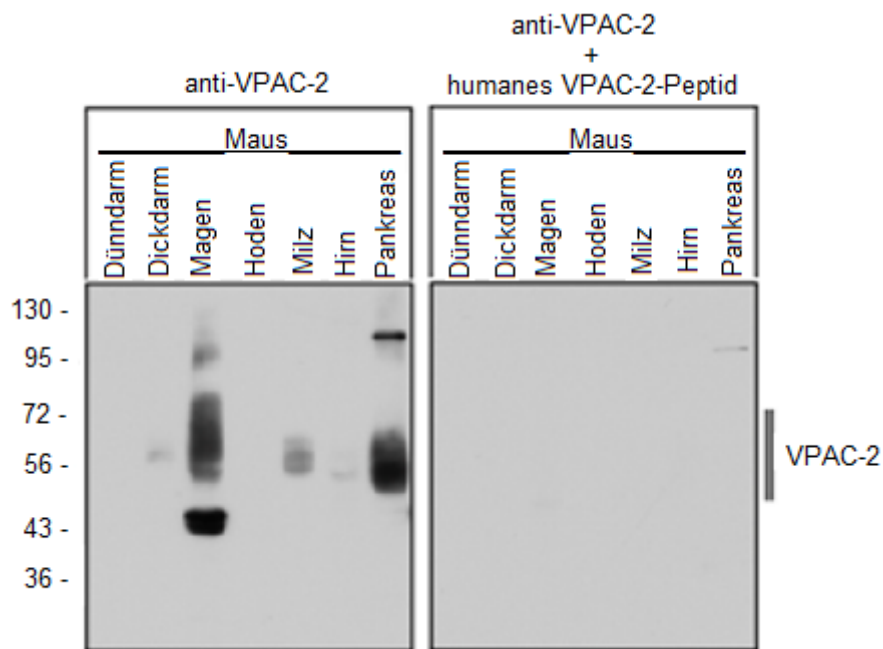 anti-VPAC-2
anti-VPAC-2
+
humanes VPAC-2-Peptid
Maus
Dünndarm
Dickdarm
Magen
Hoden
Milz
Hirn
Pankreas
Maus
Dünndarm
Dickdarm
Magen
Hoden
Milz
Hirn
Pankreas
130 -
95 -
72 -
56 -
43 -
36 -
VPAC-2